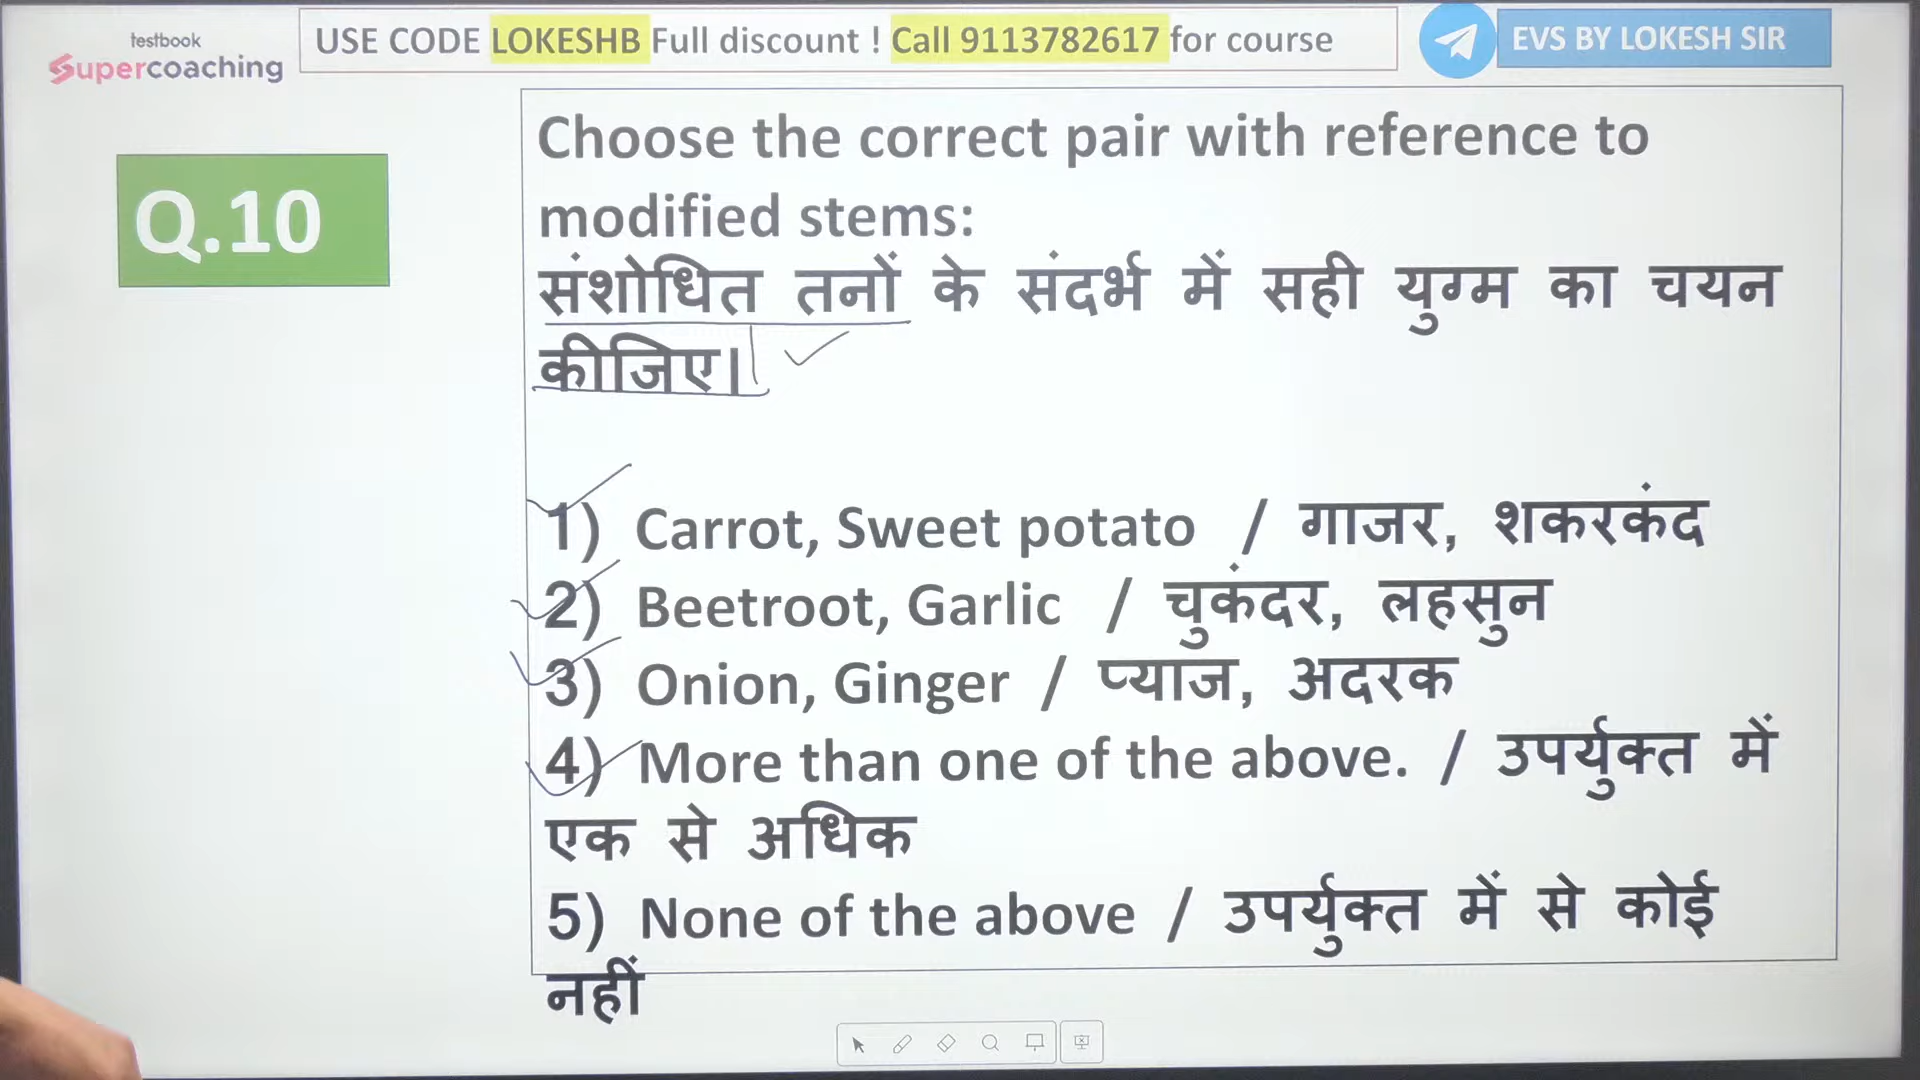 testbook
Supercoaching
USE CODE LOKESHB Full discount ! Call 9113782617 for course
EVS BY LOKESH SIR
Q.10
Choose the correct pair with reference to
modified stems:
संशोधित तनों के संदर्भ में सही युग्म का चयन
कीजिए।
1) Carrot, Sweet potato / गाजर, शकरकंद
2) Beetroot, Garlic / चुकंदर, लहसुन
3) Onion, Ginger / प्याज, अदरक
4) More than one of the above. / उपर्युक्त में
एक से अधिक
5) None of the above / उपर्युक्त में से कोई
नहीं